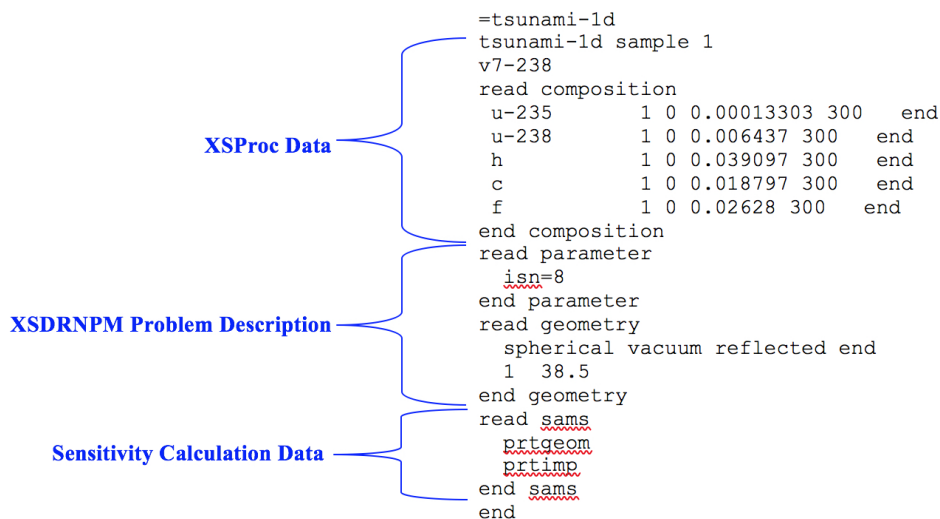 =tsunami-1d
tsunami-1d sample 1
v7-238
read composition
u-235 1 0 0.00013303 300 end
u-238 1 0 0.006437 300 end
h 1 0 0.039097 300 end
c 1 0 0.018797 300 end
f 1 0 0.02628 300 end
end composition
read parameter
isn=8
end parameter
read geometry
spherical vacuum reflected end
1 38.5
end geometry
read sams
prtgeom
prtimp
end sams
end
XSProc Data
XSDRNPM Problem Description
Sensitivity Calculation Data